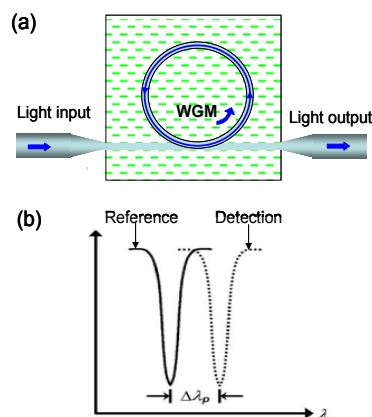 (a)
Light input
WGM
Light output
(b)
Reference
Detection
Δλp
λ